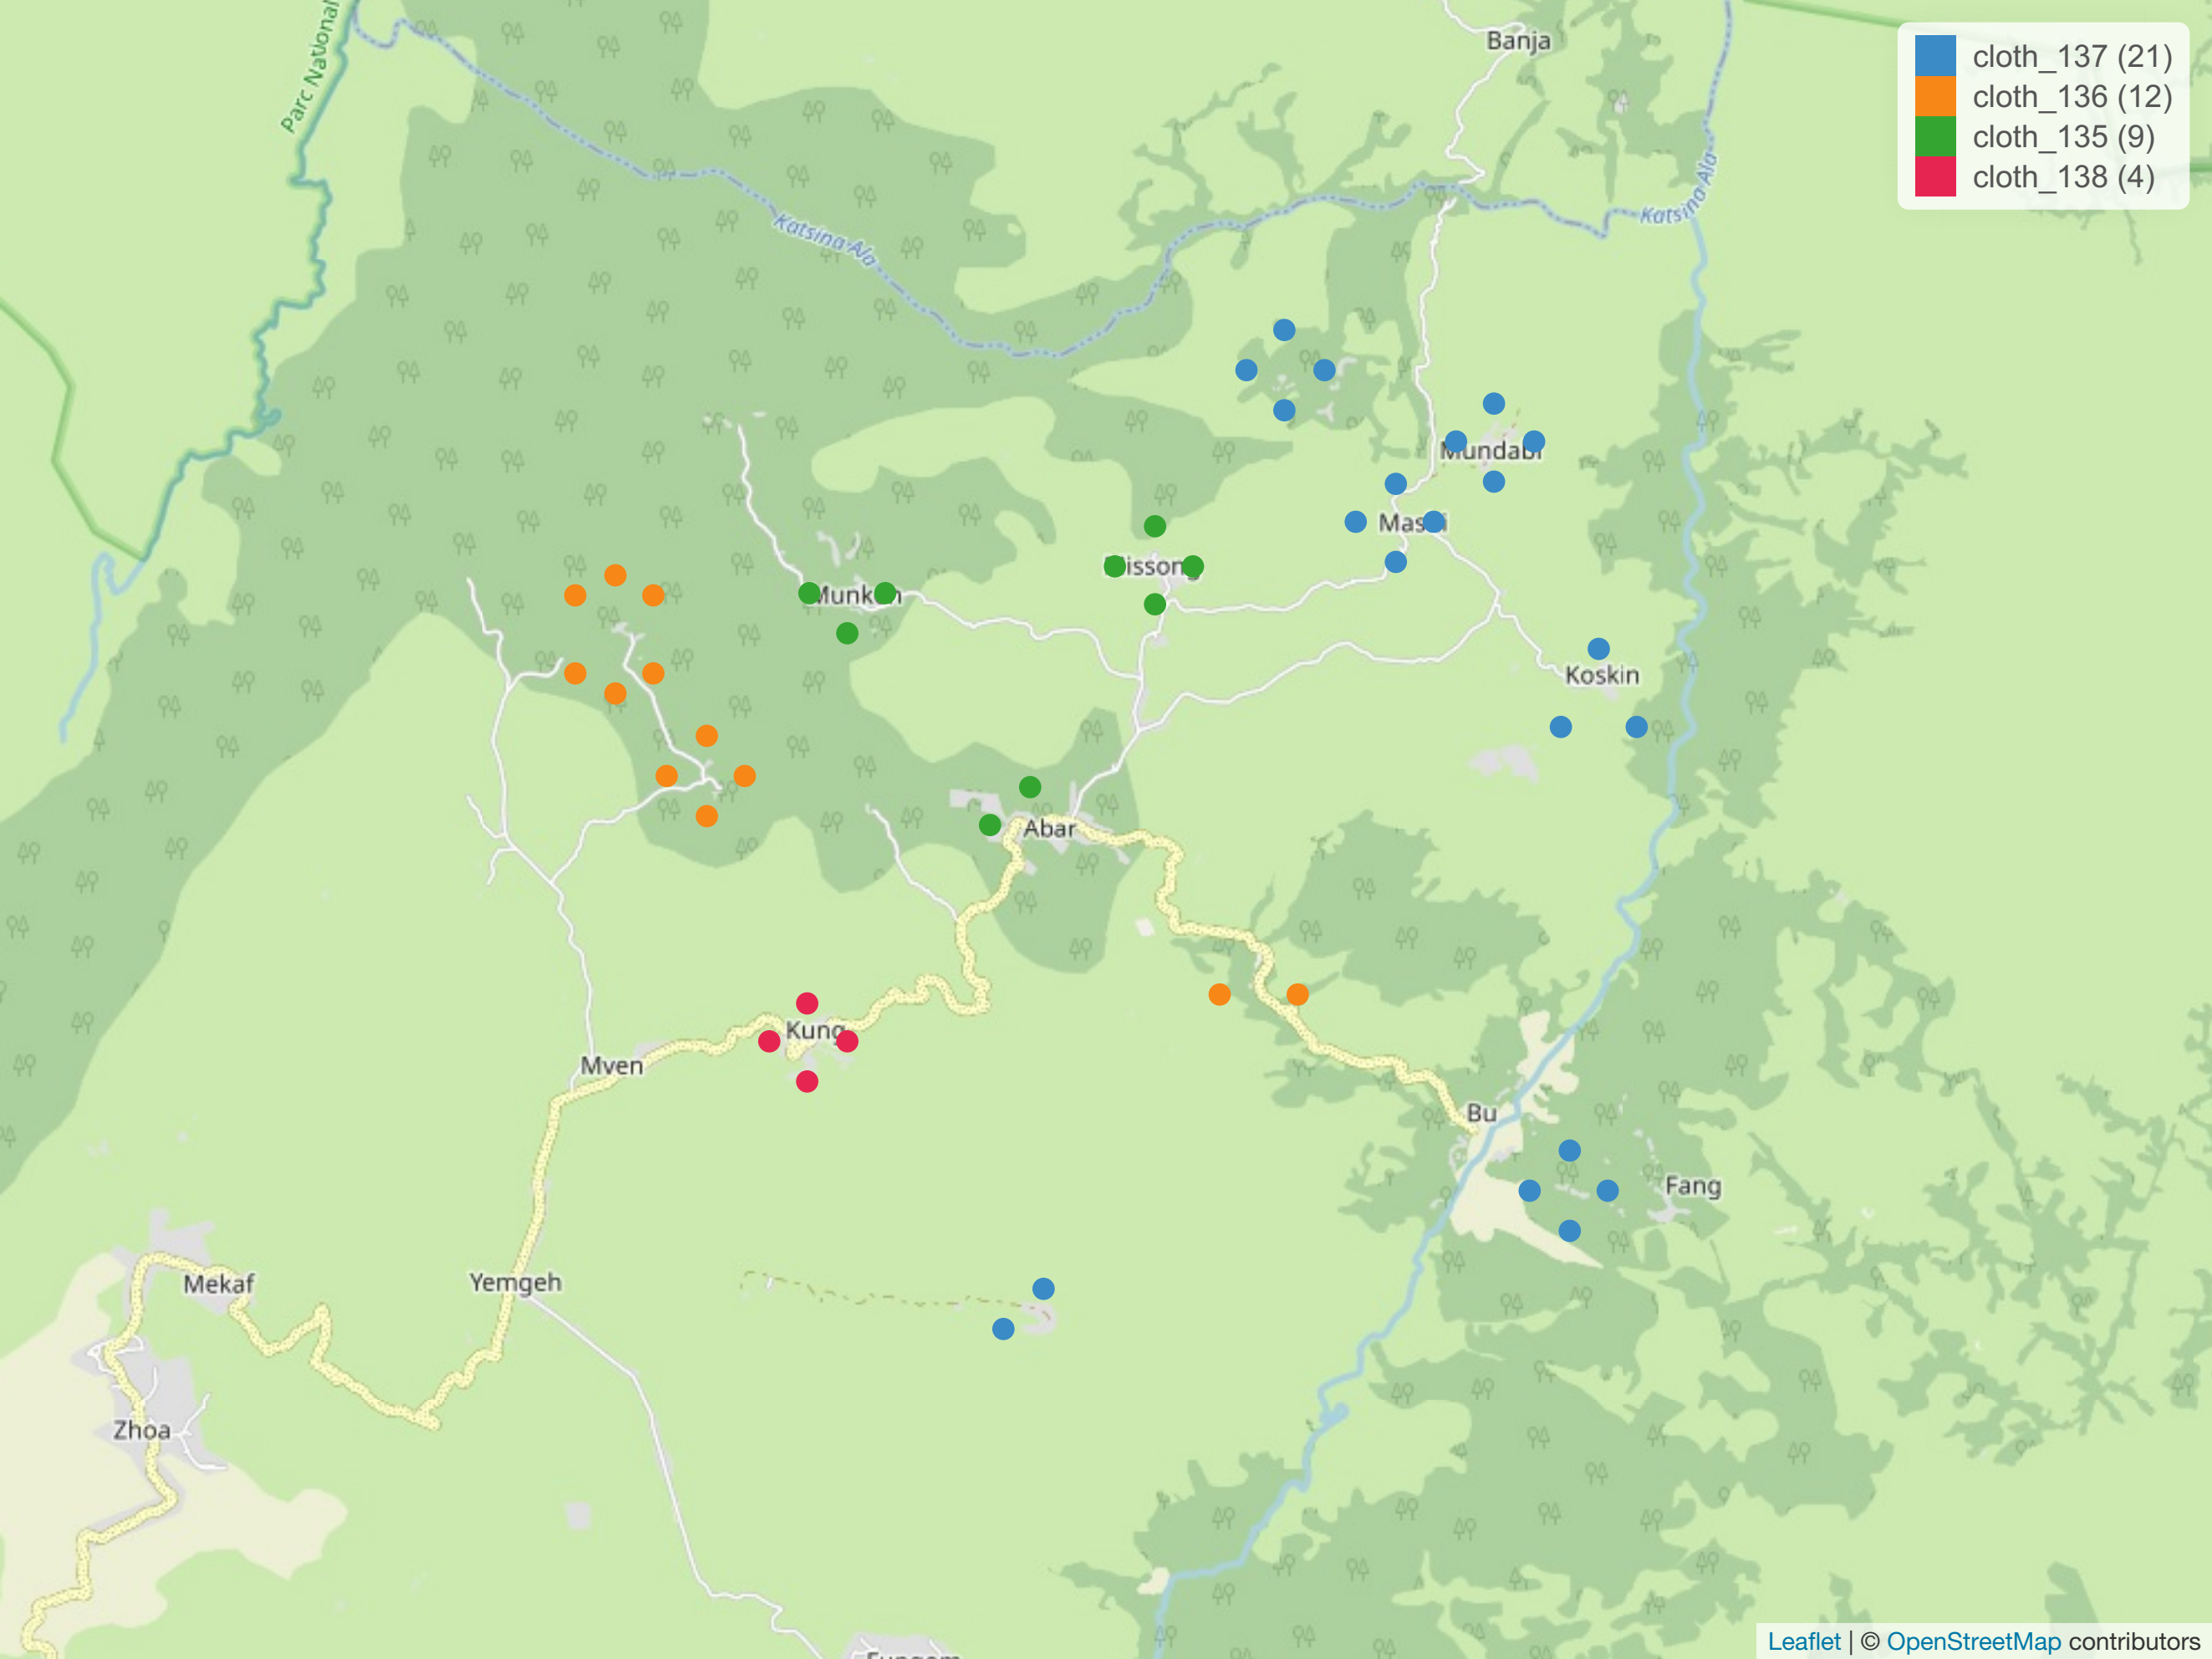 Parc National
Banja
cloth_137 (21)
cloth_136 (12)
cloth_135 (9)
cloth_138 (4)
Katsina Ala
Katsina Ala
Mundabi
Munken
Koskin
Abar
Kung
Mven
Bu
Fang
Mekaf
Yemgeh
Zhoa
Leaflet | © OpenStreetMap contributors